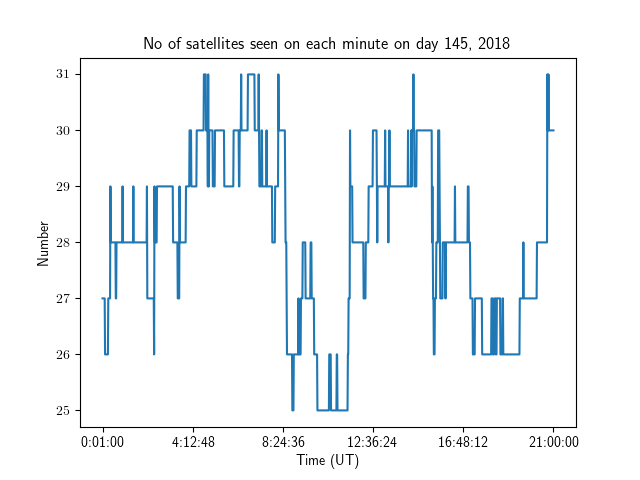 No of satellites seen on each minute on day 145, 2018
31
30
29
28
27
26
25
Number
0:01:00 4:12:48 8:24:36 12:36:24 16:48:12 21:00:00
Time (UT)